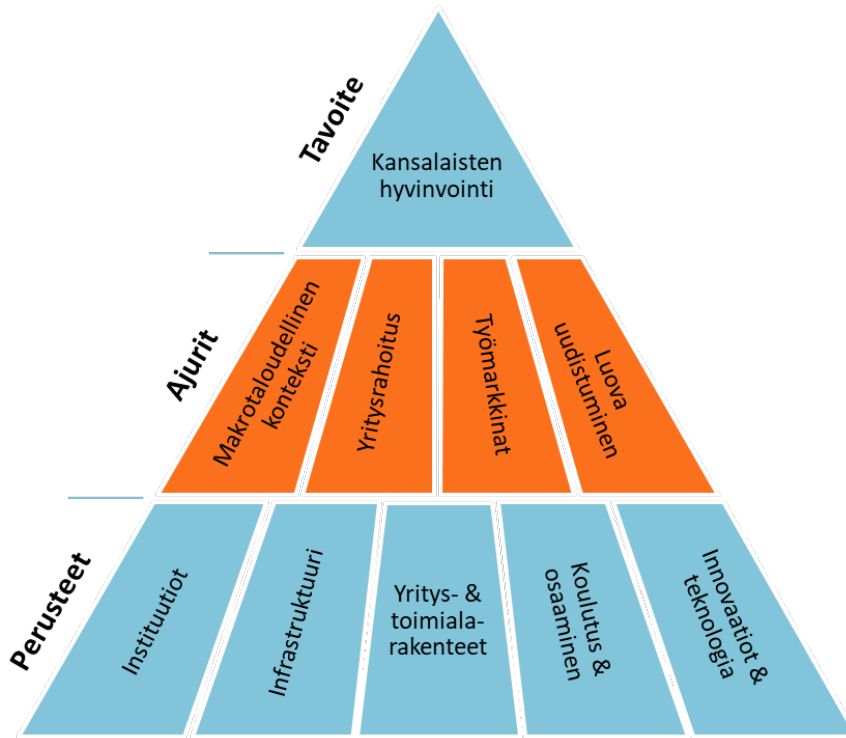 Tavoite
Kansalaisten
hyvinvointi
Ajurit
Makrotaloudellinen
konteksti
Yritysrahoitus
Työmarkkinat
Luova
uudistuminen
Perusteet
Instituutiot
Infrastruktuuri
Yritys- &
toimiala-
rakenteet
Koulutus &
osaaminen
Innovaatiot &
teknologia